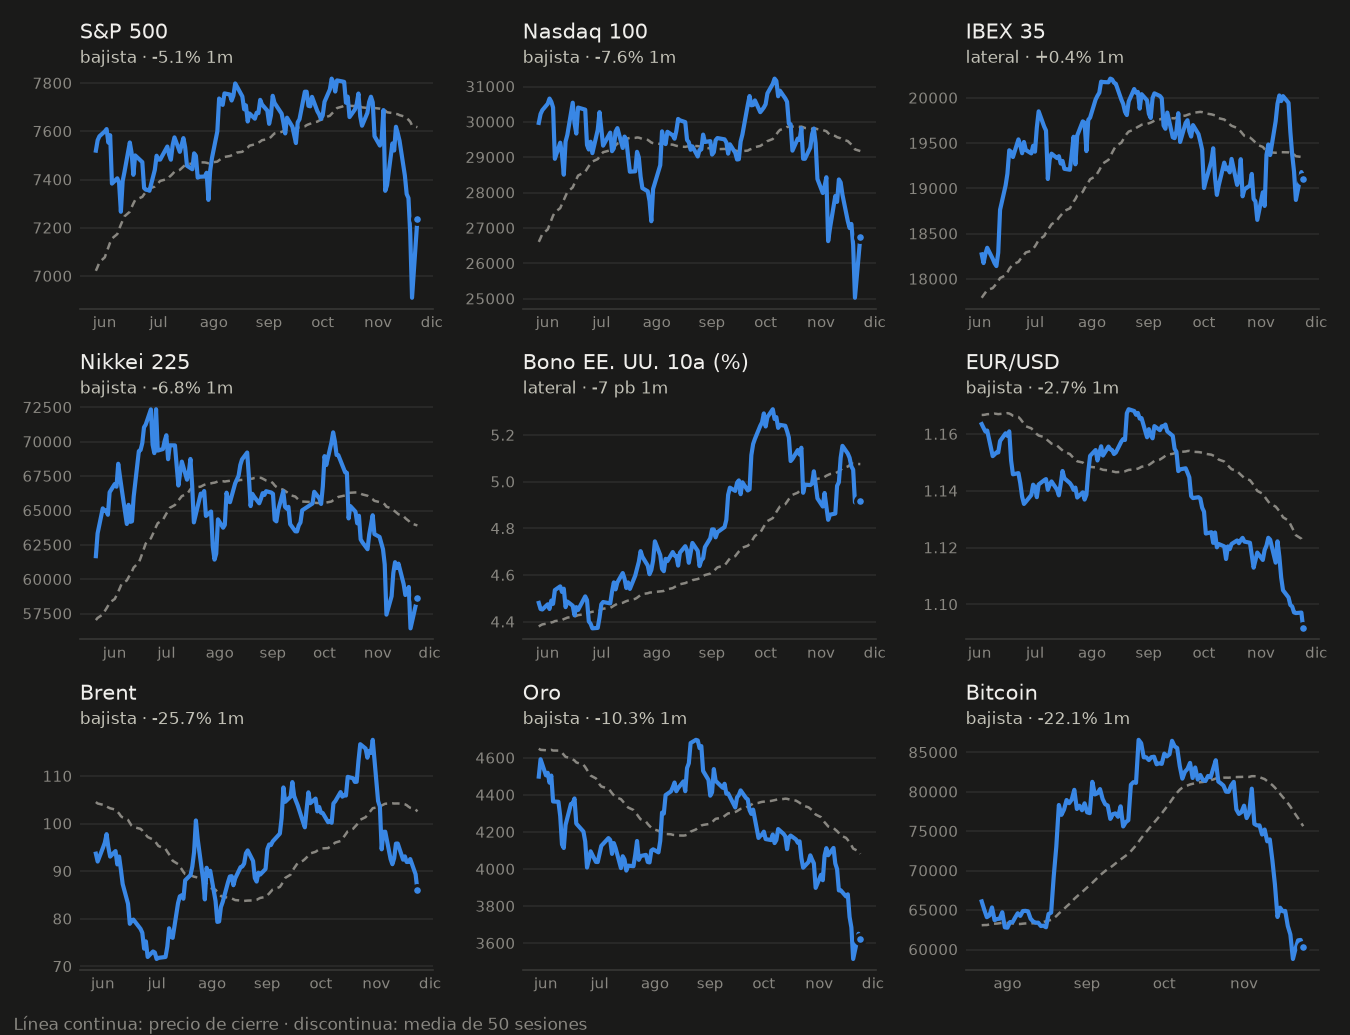 S&P 500
bajista · -5.1% 1m
7800
7600
7400
7200
7000
jun jul ago sep oct nov dic
Nasdaq 100
bajista · -7.6% 1m
31000
30000
29000
28000
27000
26000
25000
jun jul ago sep oct nov dic
IBEX 35
lateral · +0.4% 1m
20000
19500
19000
18500
18000
jun jul ago sep oct nov dic
Nikkei 225
bajista · -6.8% 1m
72500
70000
67500
65000
62500
60000
57500
jun jul ago sep oct nov dic
Bono EE. UU. 10a (%)
lateral · -7 pb 1m
5.2
5.0
4.8
4.6
4.4
jun jul ago sep oct nov dic
EUR/USD
bajista · -2.7% 1m
1.16
1.14
1.12
1.10
jun jul ago sep oct nov dic
Brent
bajista · -25.7% 1m
110
100
90
80
70
jun jul ago sep oct nov dic
Oro
bajista · -10.3% 1m
4600
4400
4200
4000
3800
3600
jun jul ago sep oct nov dic
Bitcoin
bajista · -22.1% 1m
85000
80000
75000
70000
65000
60000
ago sep oct nov
Línea continua: precio de cierre · discontinua: media de 50 sesiones